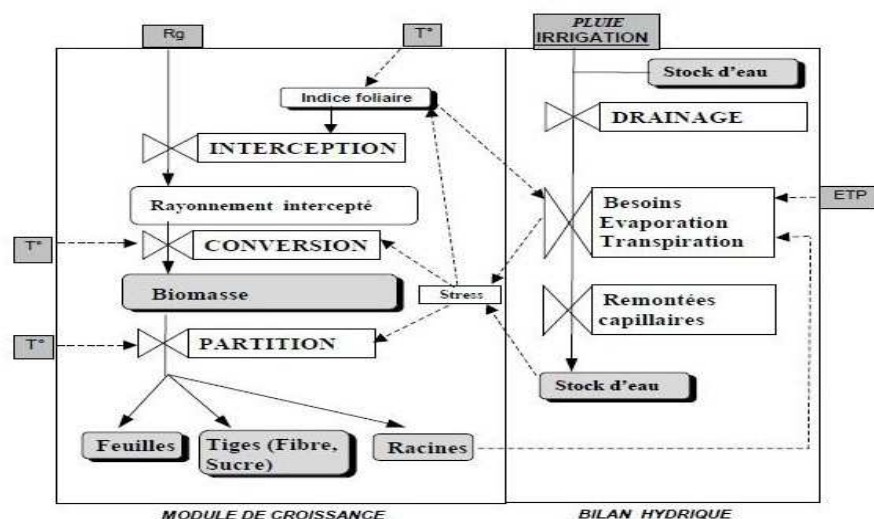 Rg
T°
PLUIE
IRRIGATION
Stock d'eau
Indice foliaire
DRAINAGE
INTERCEPTION
Rayonnement intercepté
Besoins
Evaporation
Transpiration
ETP
T°
CONVERSION
Biomasse
Stress
Remontées
capillaires
T°
PARTITION
Stock d'eau
Feuilles
Tiges (Fibre,
Sucre)
Racines
MODULE DE CROISSANCE
BILAN HYDRIQUE